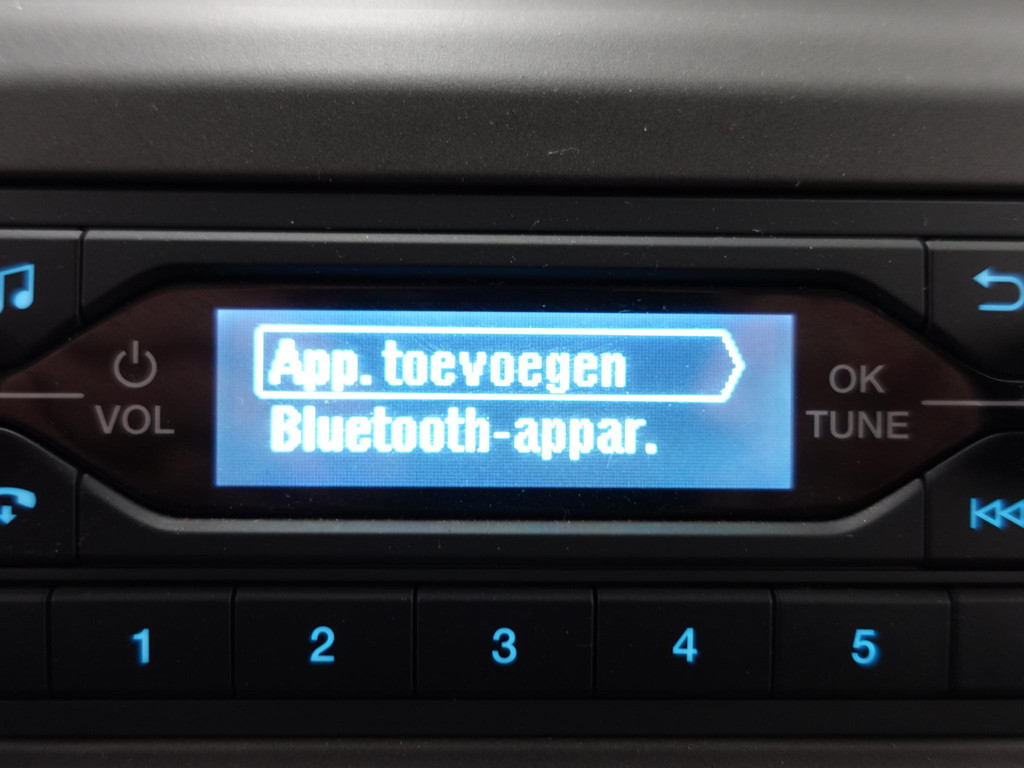 App. toevoegen
Bluetooth-appar.
VOL
OK
TUNE
1 2 3 4 5